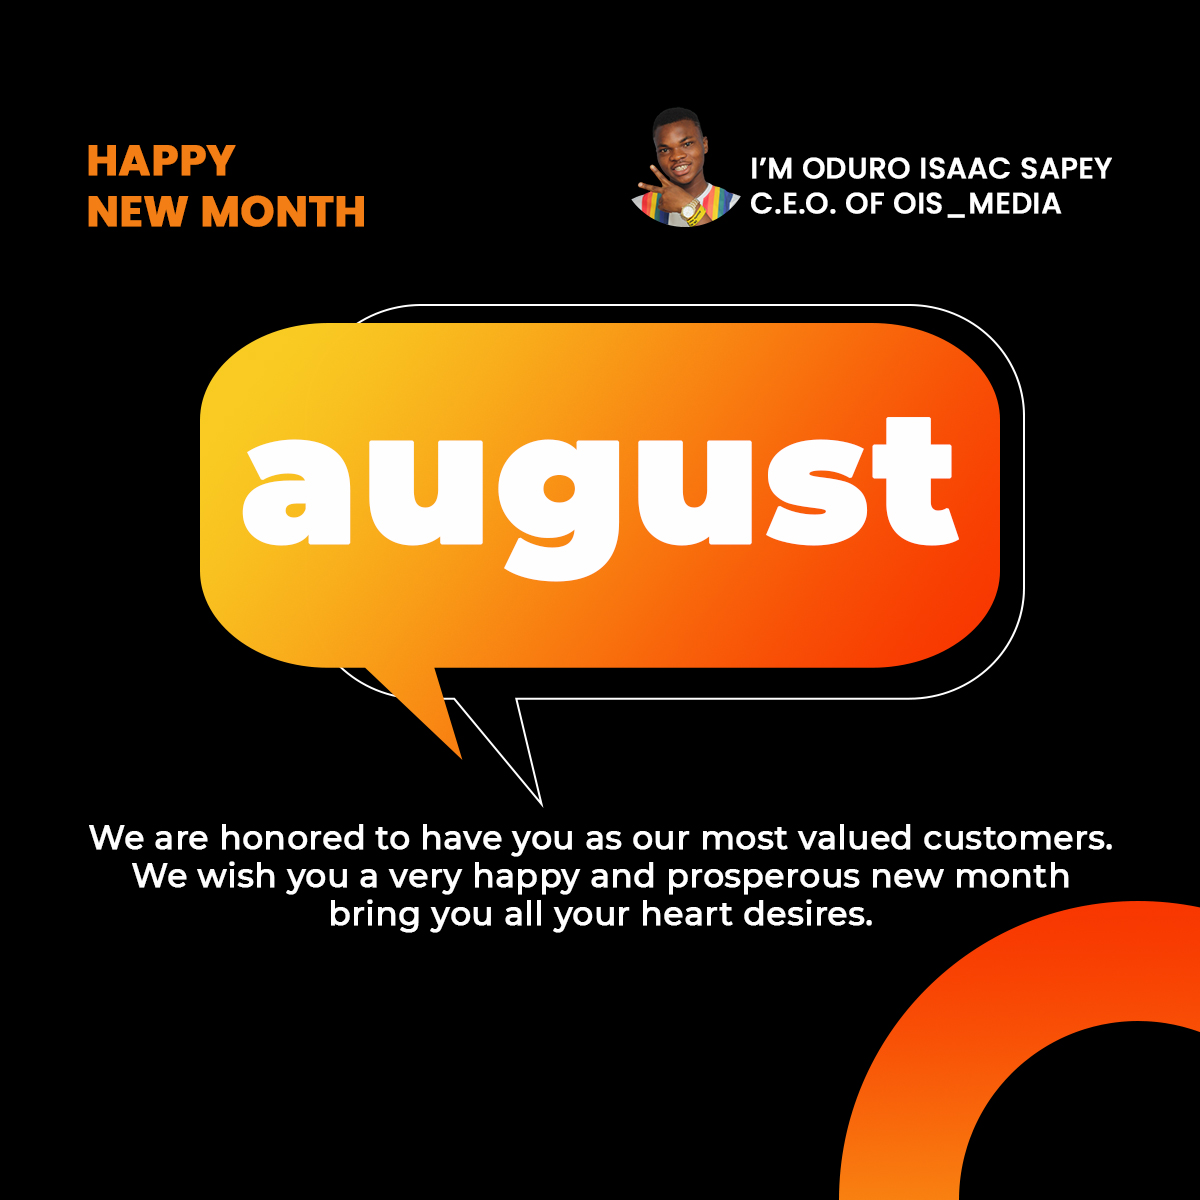 HAPPY
NEW MONTH
I'M ODURO ISAAC SAPEY
C.E.O. OF OIS_MEDIA
august
We are honored to have you as our most valued customers.
We wish you a very happy and prosperous new month
bring you all your heart desires.